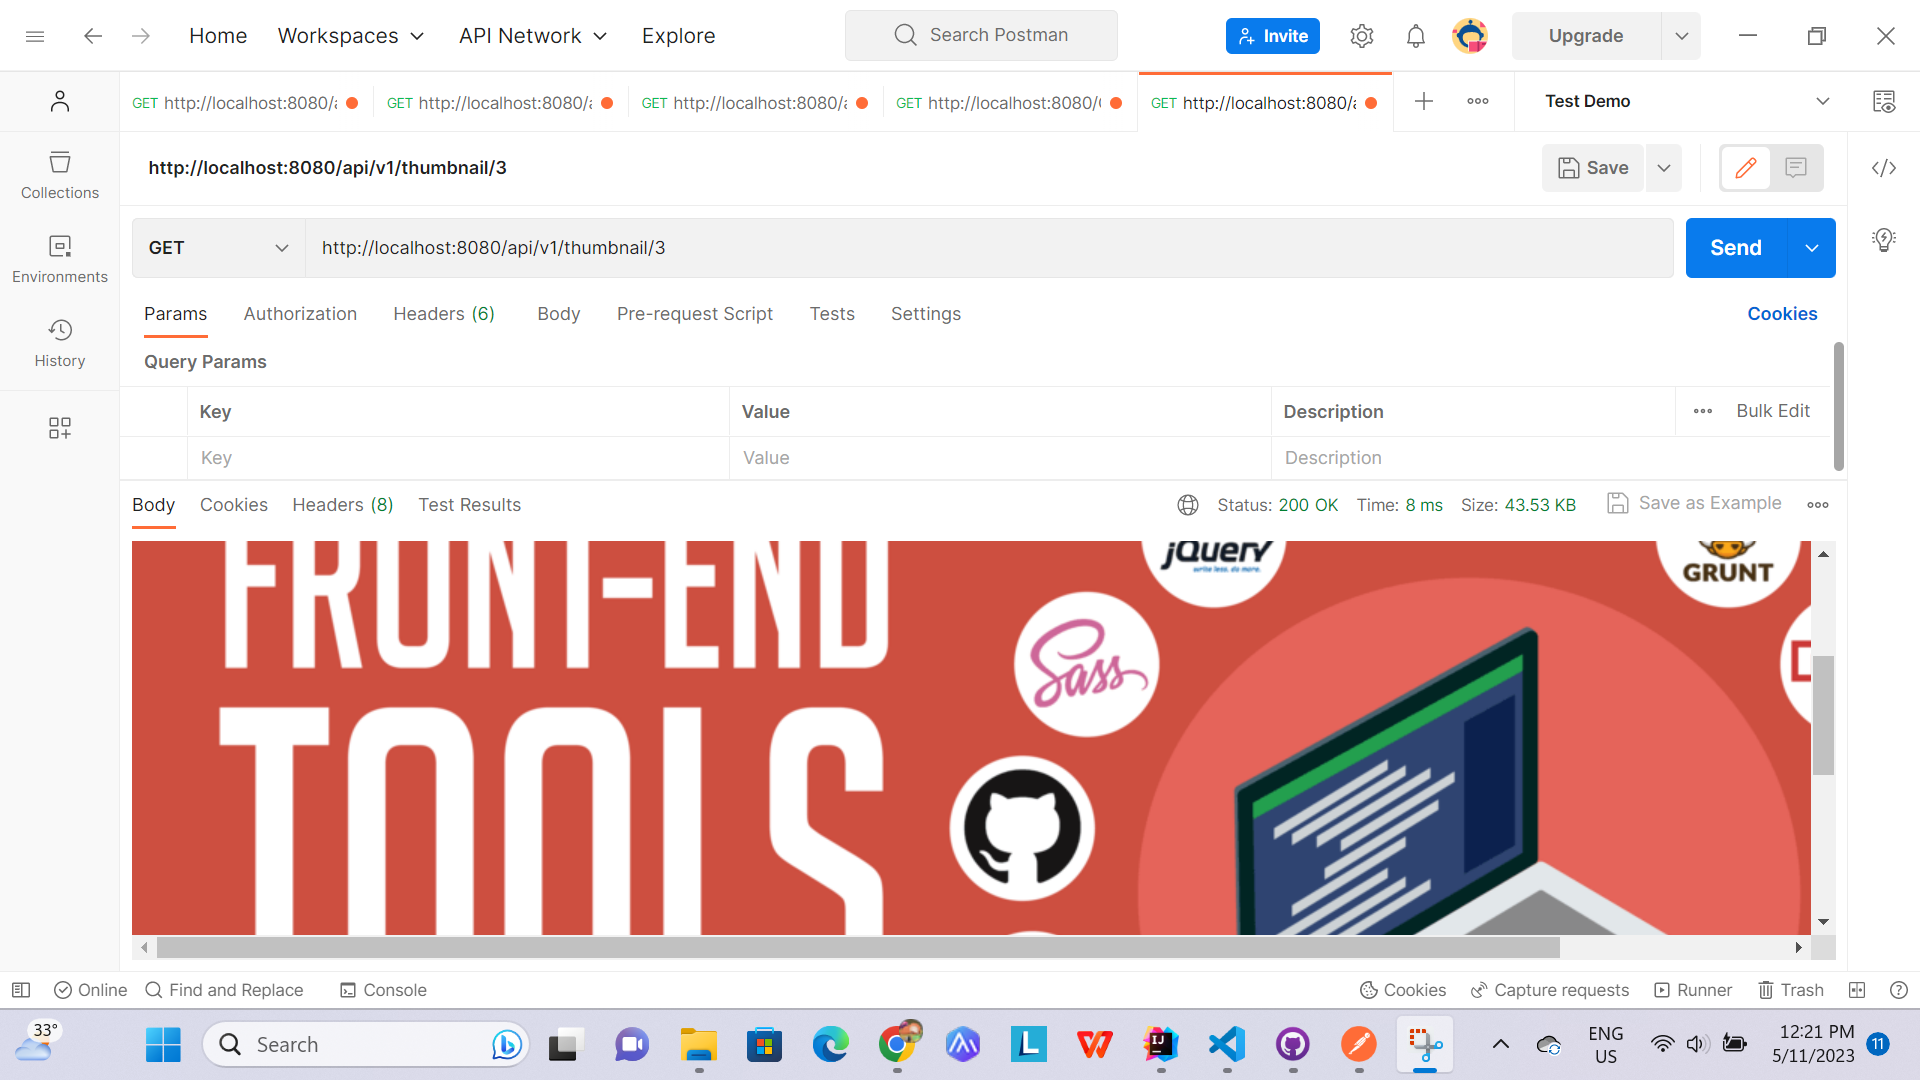 Home Workspaces API Network Explore Search Postman Invite Upgrade
GET http://localhost:8080/a GET http://localhost:8080/a GET http://localhost:8080/a GET http://localhost:8080/ GET http://localhost:8080/a Test Demo
http://localhost:8080/api/v1/thumbnail/3 Save
Collections
GET http://localhost:8080/api/v1/thumbnail/3 Send
Environments
Params Authorization Headers (6) Body Pre-request Script Tests Settings Cookies
History
Query Params
Key Value Description Bulk Edit
Key Value Description
Body Cookies Headers (8) Test Results Status: 200 OK Time: 8 ms Size: 43.53 KB Save as Example
FRONT-END
jQuery
write less. do more.
GRUNT
Sass
TOOLS
Online Find and Replace Console Cookies Capture requests Runner Trash
33° Search ENG
US 12:21 PM
5/11/2023 11